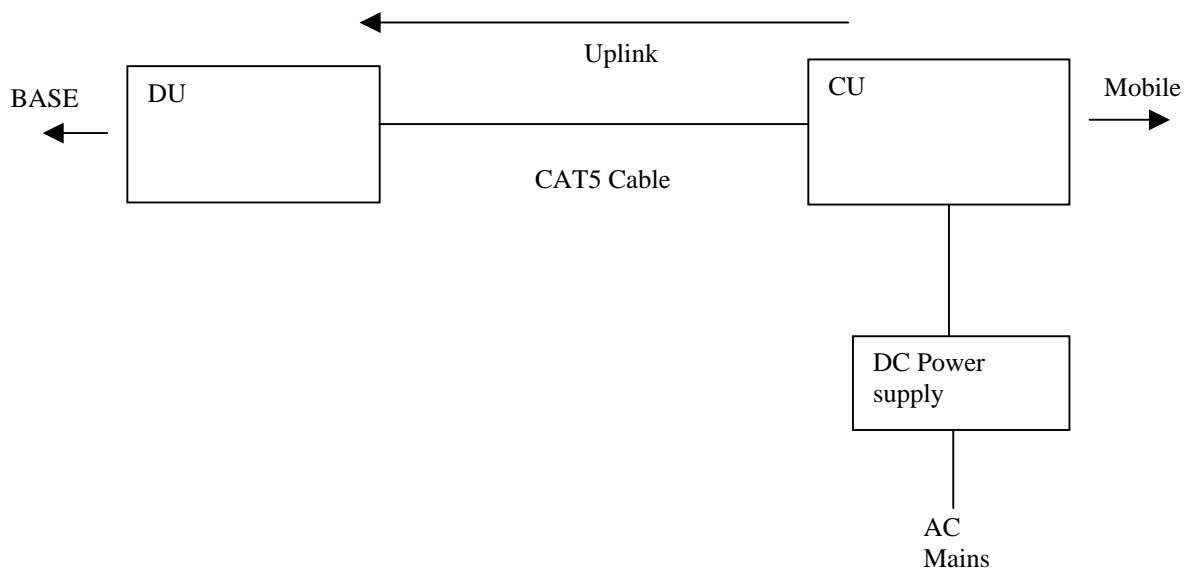 Uplink
BASE
DU
CU
Mobile
CAT5 Cable
DC Power
supply
AC
Mains